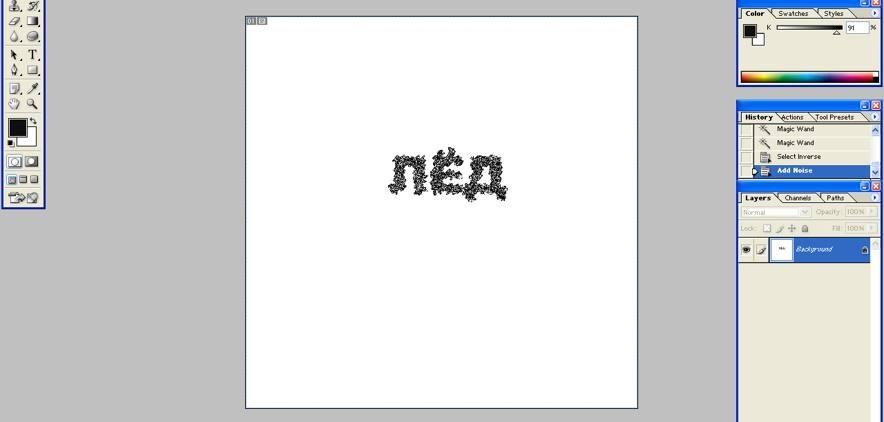 Color
Swatches
Styles
K
91
%
History
Actions
Tool Presets
Magic Wand
Magic Wand
Select Inverse
Add Noise
Layers
Channels
Paths
Normal
Opacity: 100%
Lock:
Fill: 100%
Background
T
ЛЁД